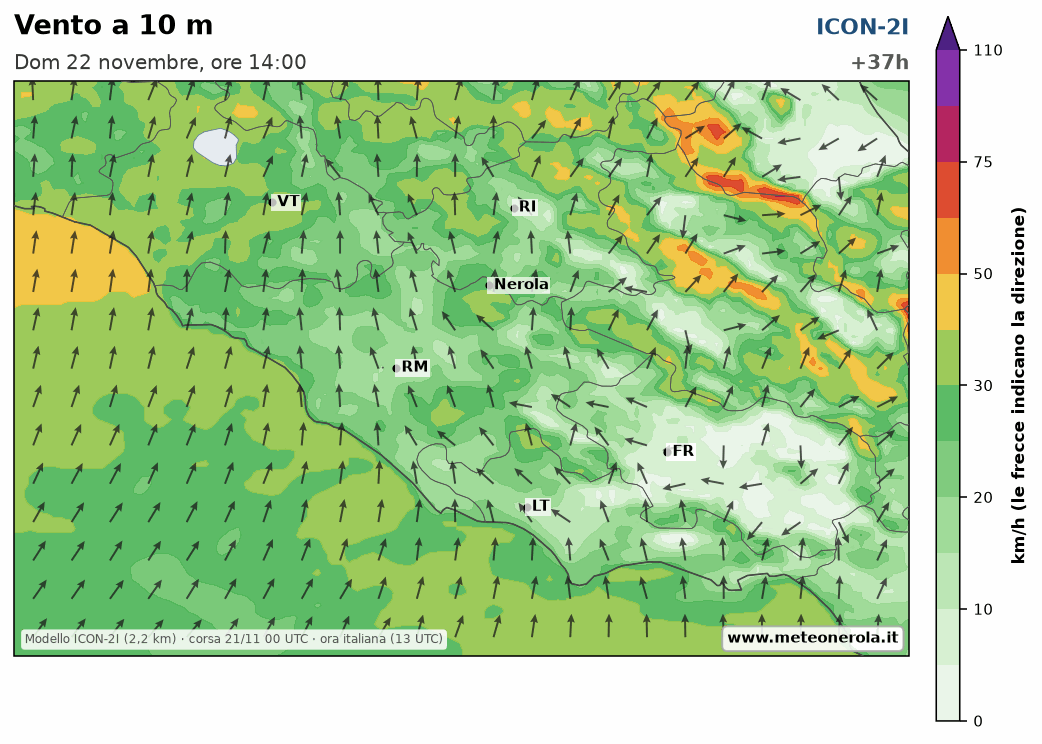 Vento a 10 m
ICON-2I
Dom 22 novembre, ore 14:00
+37h
110
75
50
30
20
10
0
km/h (le frecce indicano la direzione)
VT
RI
Nerola
RM
FR
LT
Modello ICON-2I (2,2 km) · corsa 21/11 00 UTC · ora italiana (13 UTC)
www.meteonerola.it